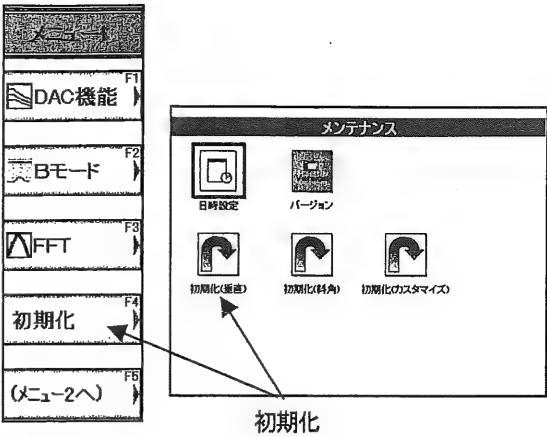 メニュー1
F1
DAC機能
F2
Bモード
F3
FFT
F4
初期化
F5
(メニュー2へ)
メンテナンス
日時設定
バージョン
初期化(垂直)
初期化(斜角)
初期化(カスタマイズ)
初期化